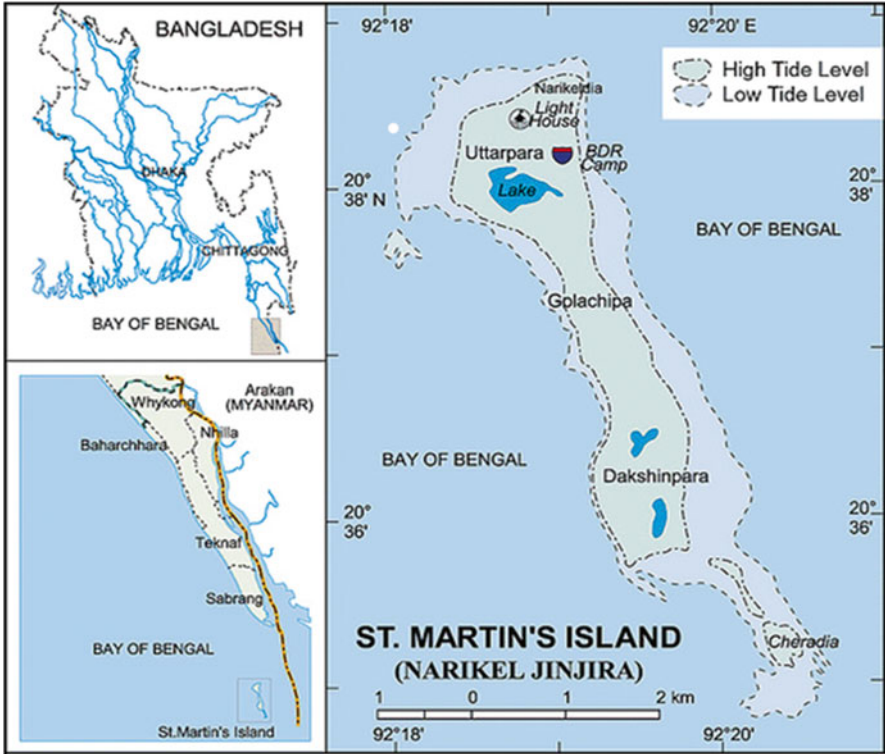 BANGLADESH
DHAKA
CHITTAGONG
BAY OF BENGAL
Arakan
(MYANMAR)
Whykong
Nhilla
Baharchhara
Teknaf
Sabrang
BAY OF BENGAL
St.Martin's Island
92°18'
92°20' E
High Tide Level
Low Tide Level
Narikeldia
Light
House
Uttarpara
BDR
Camp
Lake
20°
38' N
20°
38'
BAY OF BENGAL
Golachipa
BAY OF BENGAL
Dakshinpara
20°
36'
20°
36'
Cheradia
ST. MARTIN'S ISLAND
(NARIKEL JINJIRA)
1 0 1 2 km
92°18'
92°20'